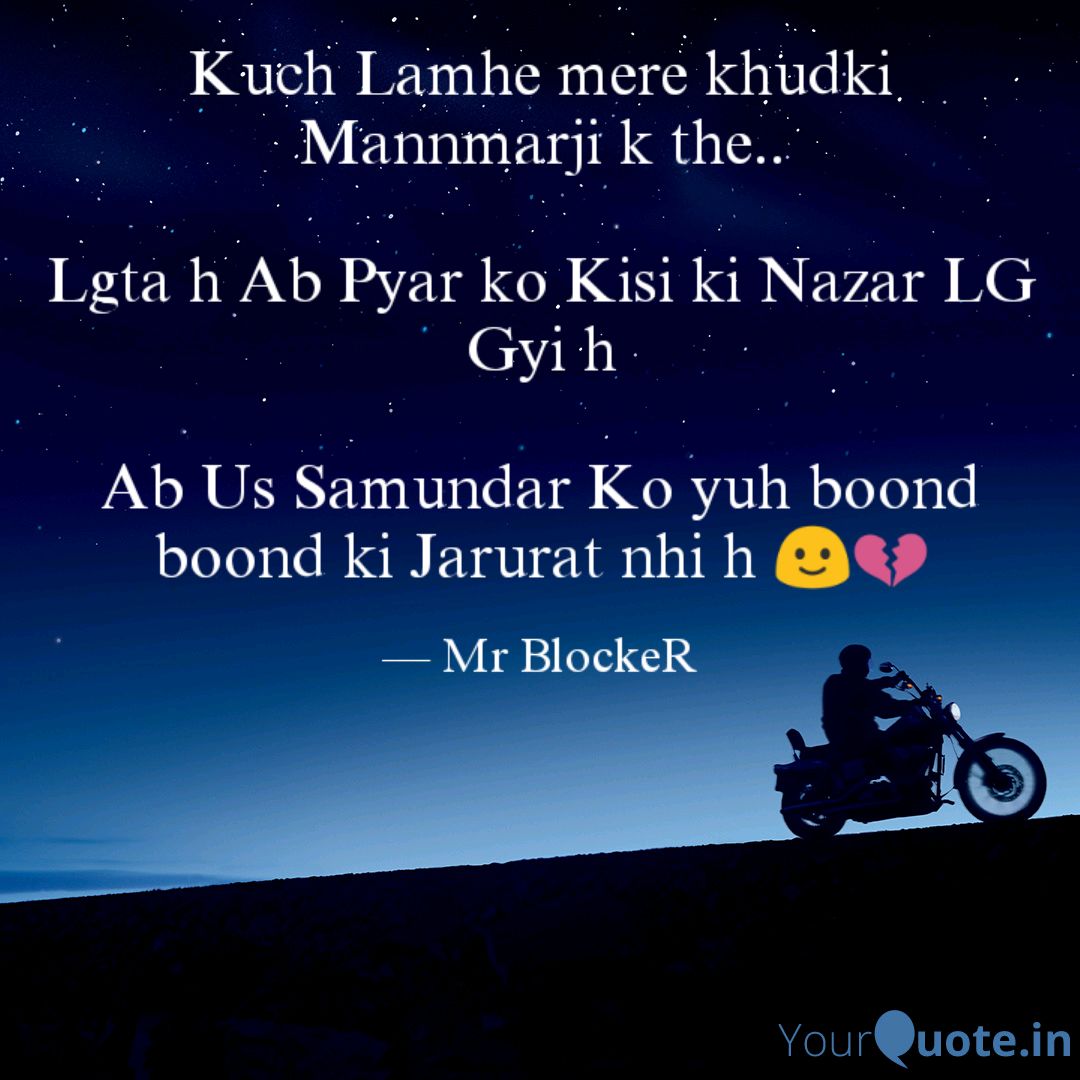 Kuch Lamhe mere khudki
Mannmarji k the..
Lgta h Ab Pyar ko Kisi ki Nazar LG
Gyi h
Ab Us Samundar Ko yuh boond
boond ki Jarurat nhi h 🙂💔
— Mr BlockeR
YourQuote.in